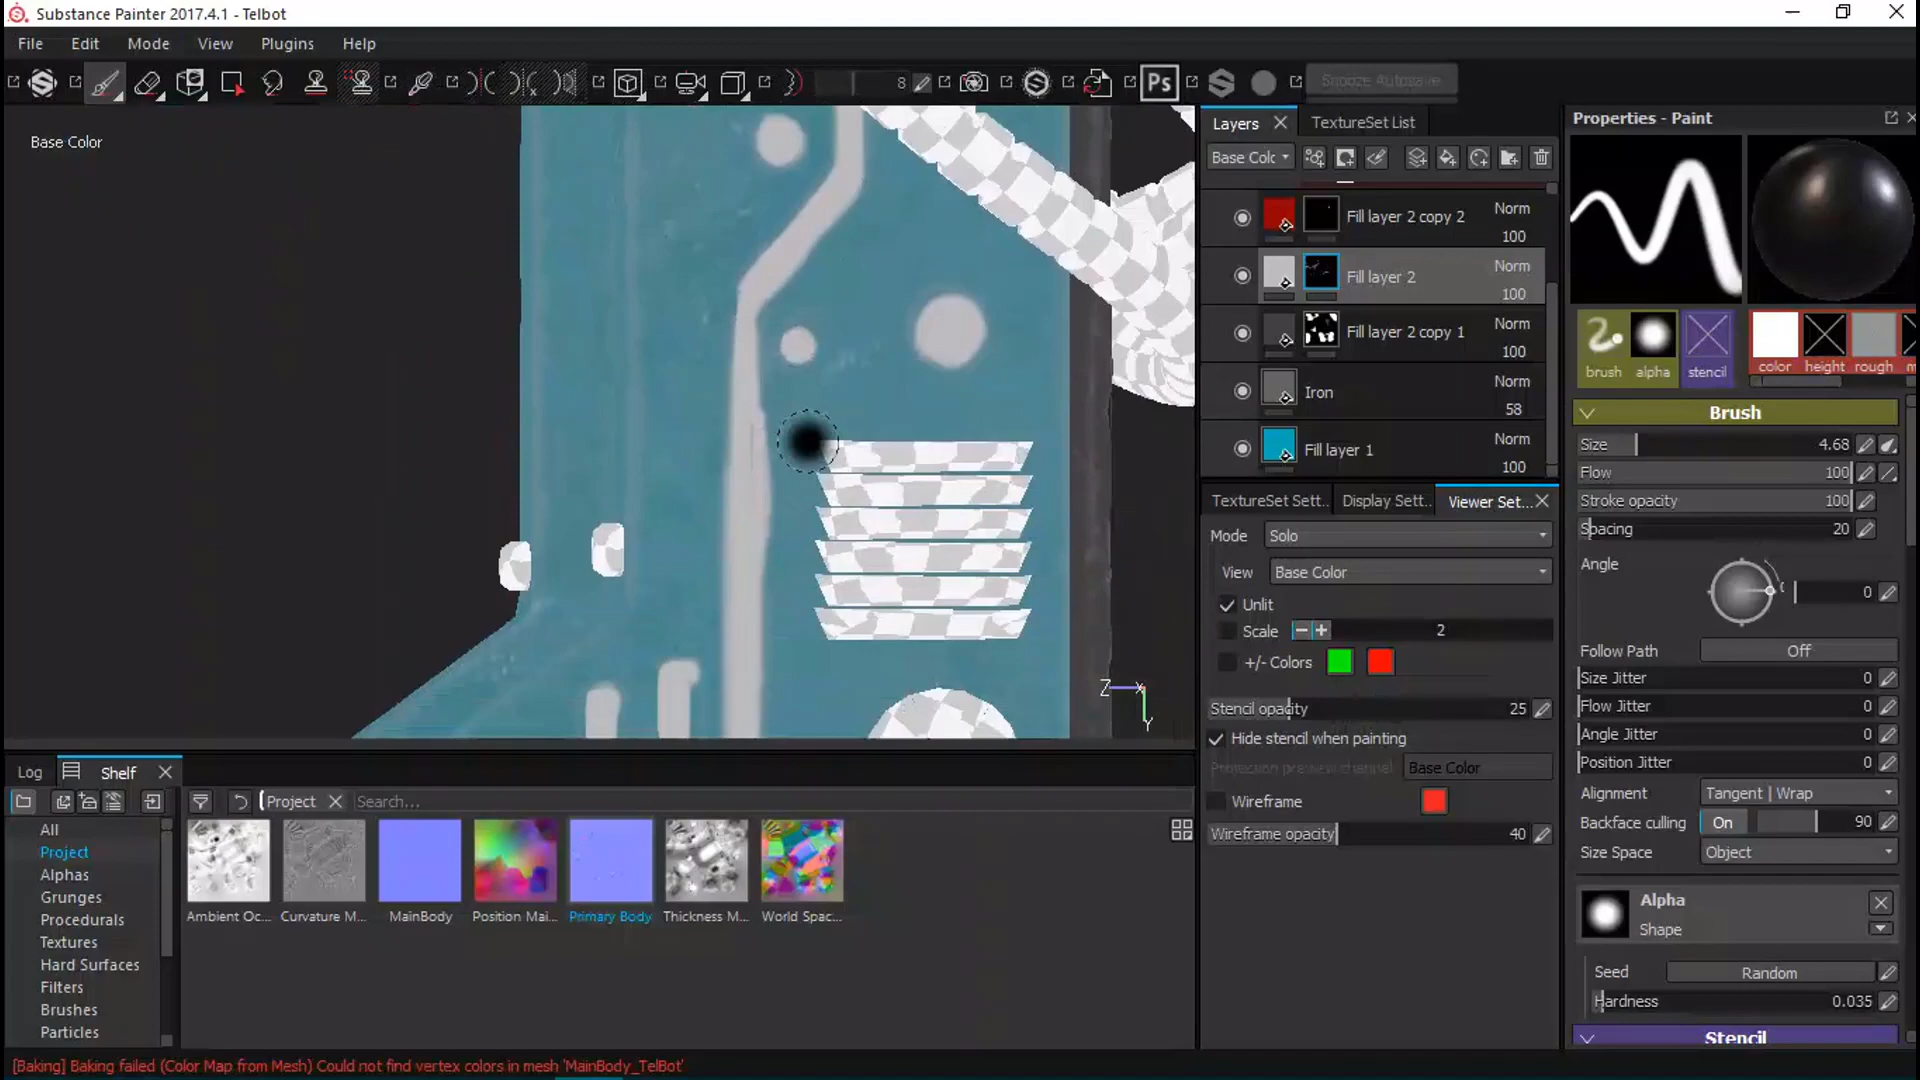 Substance Painter 2017.4.1 - Telbot
File Edit Mode View Plugins Help
8
Ps
Snooze Autosave
Base Color
Layers
TextureSet List
Base Colc
Fill layer 2 copy 2
Norm
100
Fill layer 2
Norm
100
Fill layer 2 copy 1
Norm
100
Iron
Norm
58
Fill layer 1
Norm
100
TextureSet Sett..
Display Sett..
Viewer Set...
Mode
Solo
View
Base Color
Unlit
Scale
2
+/- Colors
Stencil opacity
25
Hide stencil when painting
Projection preview channel
Base Color
Wireframe
Wireframe opacity
40
Properties - Paint
brush
alpha
stencil
color
height
rough
m
Brush
Size
4.68
Flow
100
Stroke opacity
100
Spacing
20
Angle
0
Follow Path
Off
Size Jitter
0
Flow Jitter
0
Angle Jitter
0
Position Jitter
0
Alignment
Tangent | Wrap
Backface culling
On
90
Size Space
Object
Alpha
Shape
Seed
Random
Hardness
0.035
Stencil
Z
X
Y
Log
Shelf
Project
Search...
All
Project
Alphas
Grunges
Procedurals
Textures
Hard Surfaces
Filters
Brushes
Particles
Ambient Oc...
Curvature M...
MainBody
Position Mai...
Primary Body
Thickness M...
World Spac...
[Baking] Baking failed (Color Map from Mesh) Could not find vertex colors in mesh 'MainBody_TelBot'